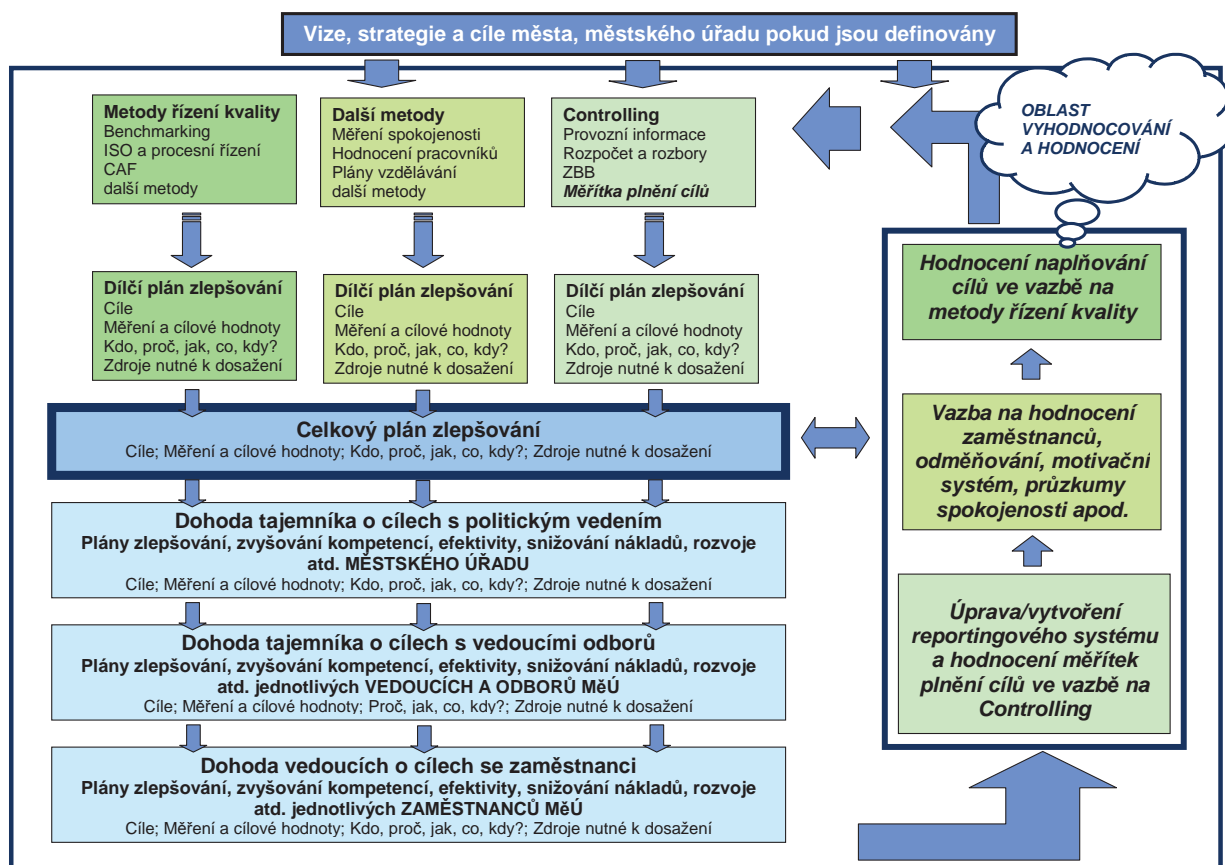 Vize, strategie a cíle města, městského úřadu pokud jsou definovány
Metody řízení kvality
Benchmarking
ISO a procesní řízení
CAF
další metody
Další metody
Měření spokojenosti
Hodnocení pracovníků
Plány vzdělávání
další metody
Controlling
Provozní informace
Rozpočet a rozbory
ZBB
Měřítka plnění cílů
OBLAST
VYHODNOCOVÁNÍ
A HODNOCENÍ
Dílčí plán zlepšování
Cíle
Měření a cílové hodnoty
Kdo, proč, jak, co, kdy?
Zdroje nutné k dosažení
Dílčí plán zlepšování
Cíle
Měření a cílové hodnoty
Kdo, proč, jak, co, kdy?
Zdroje nutné k dosažení
Dílčí plán zlepšování
Cíle
Měření a cílové hodnoty
Kdo, proč, jak, co, kdy?
Zdroje nutné k dosažení
Celkový plán zlepšování
Cíle; Měření a cílové hodnoty; Kdo, proč, jak, co, kdy?; Zdroje nutné k dosažení
Dohoda tajemníka o cílech s politickým vedením
Plány zlepšování, zvyšování kompetencí, efektivity, snižování nákladů, rozvoje
atd. MĚSTSKÉHO ÚŘADU
Cíle; Měření a cílové hodnoty; Kdo, proč, jak, co, kdy?; Zdroje nutné k dosažení
Dohoda tajemníka o cílech s vedoucími odborů
Plány zlepšování, zvyšování kompetencí, efektivity, snižování nákladů, rozvoje
atd. jednotlivých VEDOUCÍCH A ODBORŮ MěÚ
Cíle; Měření a cílové hodnoty; Proč, jak, co, kdy?; Zdroje nutné k dosažení
Dohoda vedoucích o cílech se zaměstnanci
Plány zlepšování, zvyšování kompetencí, efektivity, snižování nákladů, rozvoje
atd. jednotlivých ZAMĚSTNANCŮ MěÚ
Cíle; Měření a cílové hodnoty; Kdo, proč, jak, co, kdy?; Zdroje nutné k dosažení
Hodnocení naplňování
cílů ve vazbě na
metody řízení kvality
Vazba na hodnocení
zaměstnanců,
odměňování, motivační
systém, průzkumy
spokojenosti apod.
Úprava/vytvoření
reportingového systému
a hodnocení měřítek
plnění cílů ve vazbě na
Controlling